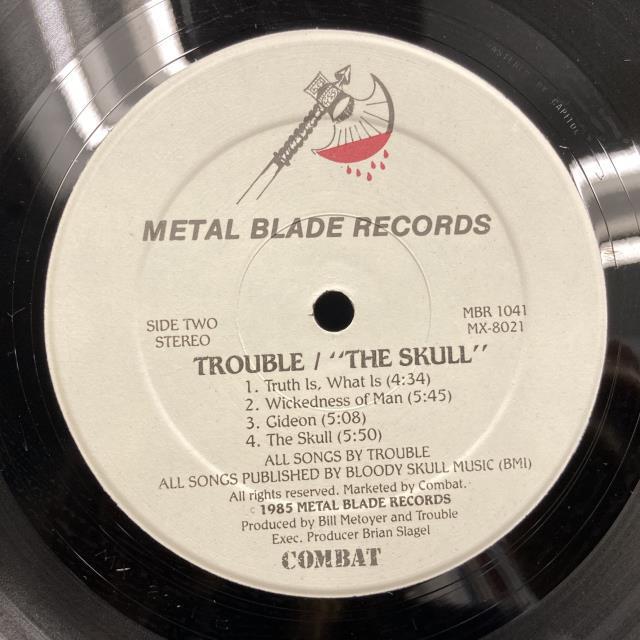 METAL BLADE RECORDS
SIDE TWO
STEREO
MBR 1041
MX-8021
TROUBLE / "THE SKULL"
1. Truth Is, What Is (4:34)
2. Wickedness of Man (5:45)
3. Gideon (5:08)
4. The Skull (5:50)
ALL SONGS BY TROUBLE
ALL SONGS PUBLISHED BY BLOODY SKULL MUSIC (BMI)
All rights reserved. Marketed by Combat.
© 1985 METAL BLADE RECORDS
Produced by Bill Metoyer and Trouble
Exec. Producer Brian Slagel
COMBAT